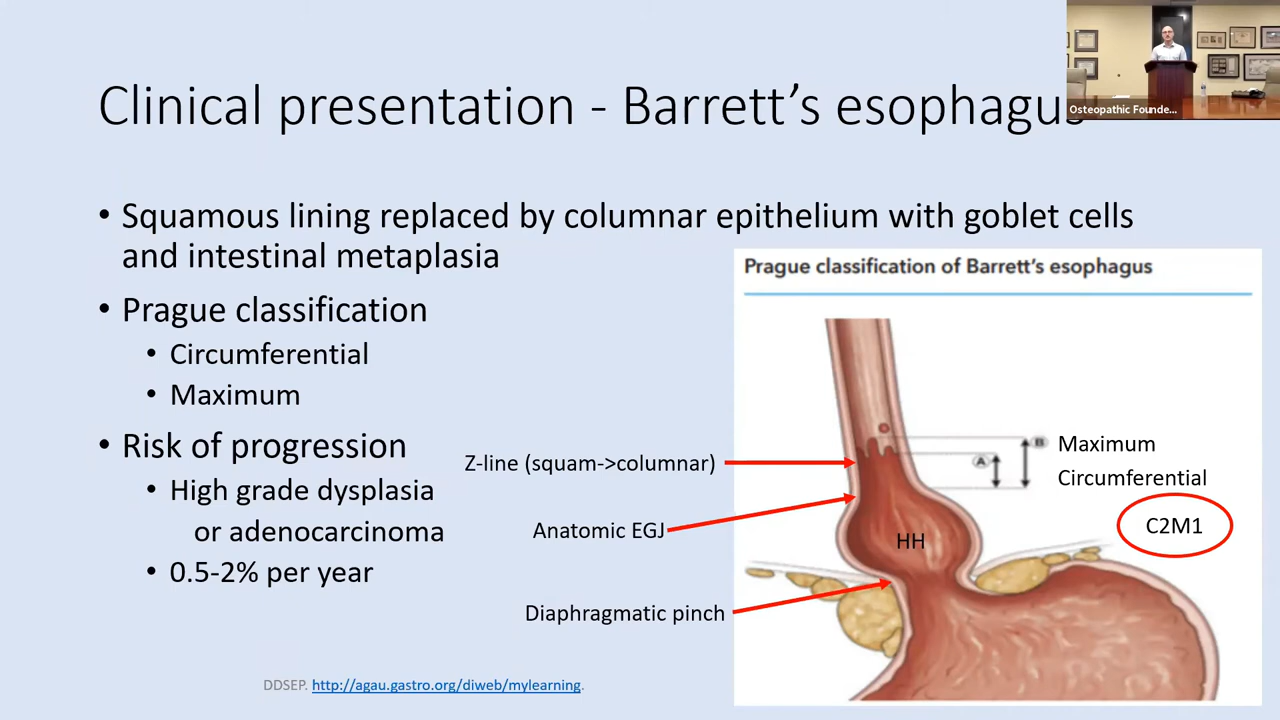 Clinical presentation - Barrett's esophagus
Osteopathic Founde...
• Squamous lining replaced by columnar epithelium with goblet cells
and intestinal metaplasia
• Prague classification
• Circumferential
• Maximum
• Risk of progression
• High grade dysplasia
or adenocarcinoma
• 0.5-2% per year
Prague classification of Barrett's esophagus
Z-line (squam->columnar)
Anatomic EGJ
Diaphragmatic pinch
HH
A
B
Maximum
Circumferential
C2M1
DDSEP. http://agau.gastro.org/diweb/mylearning.